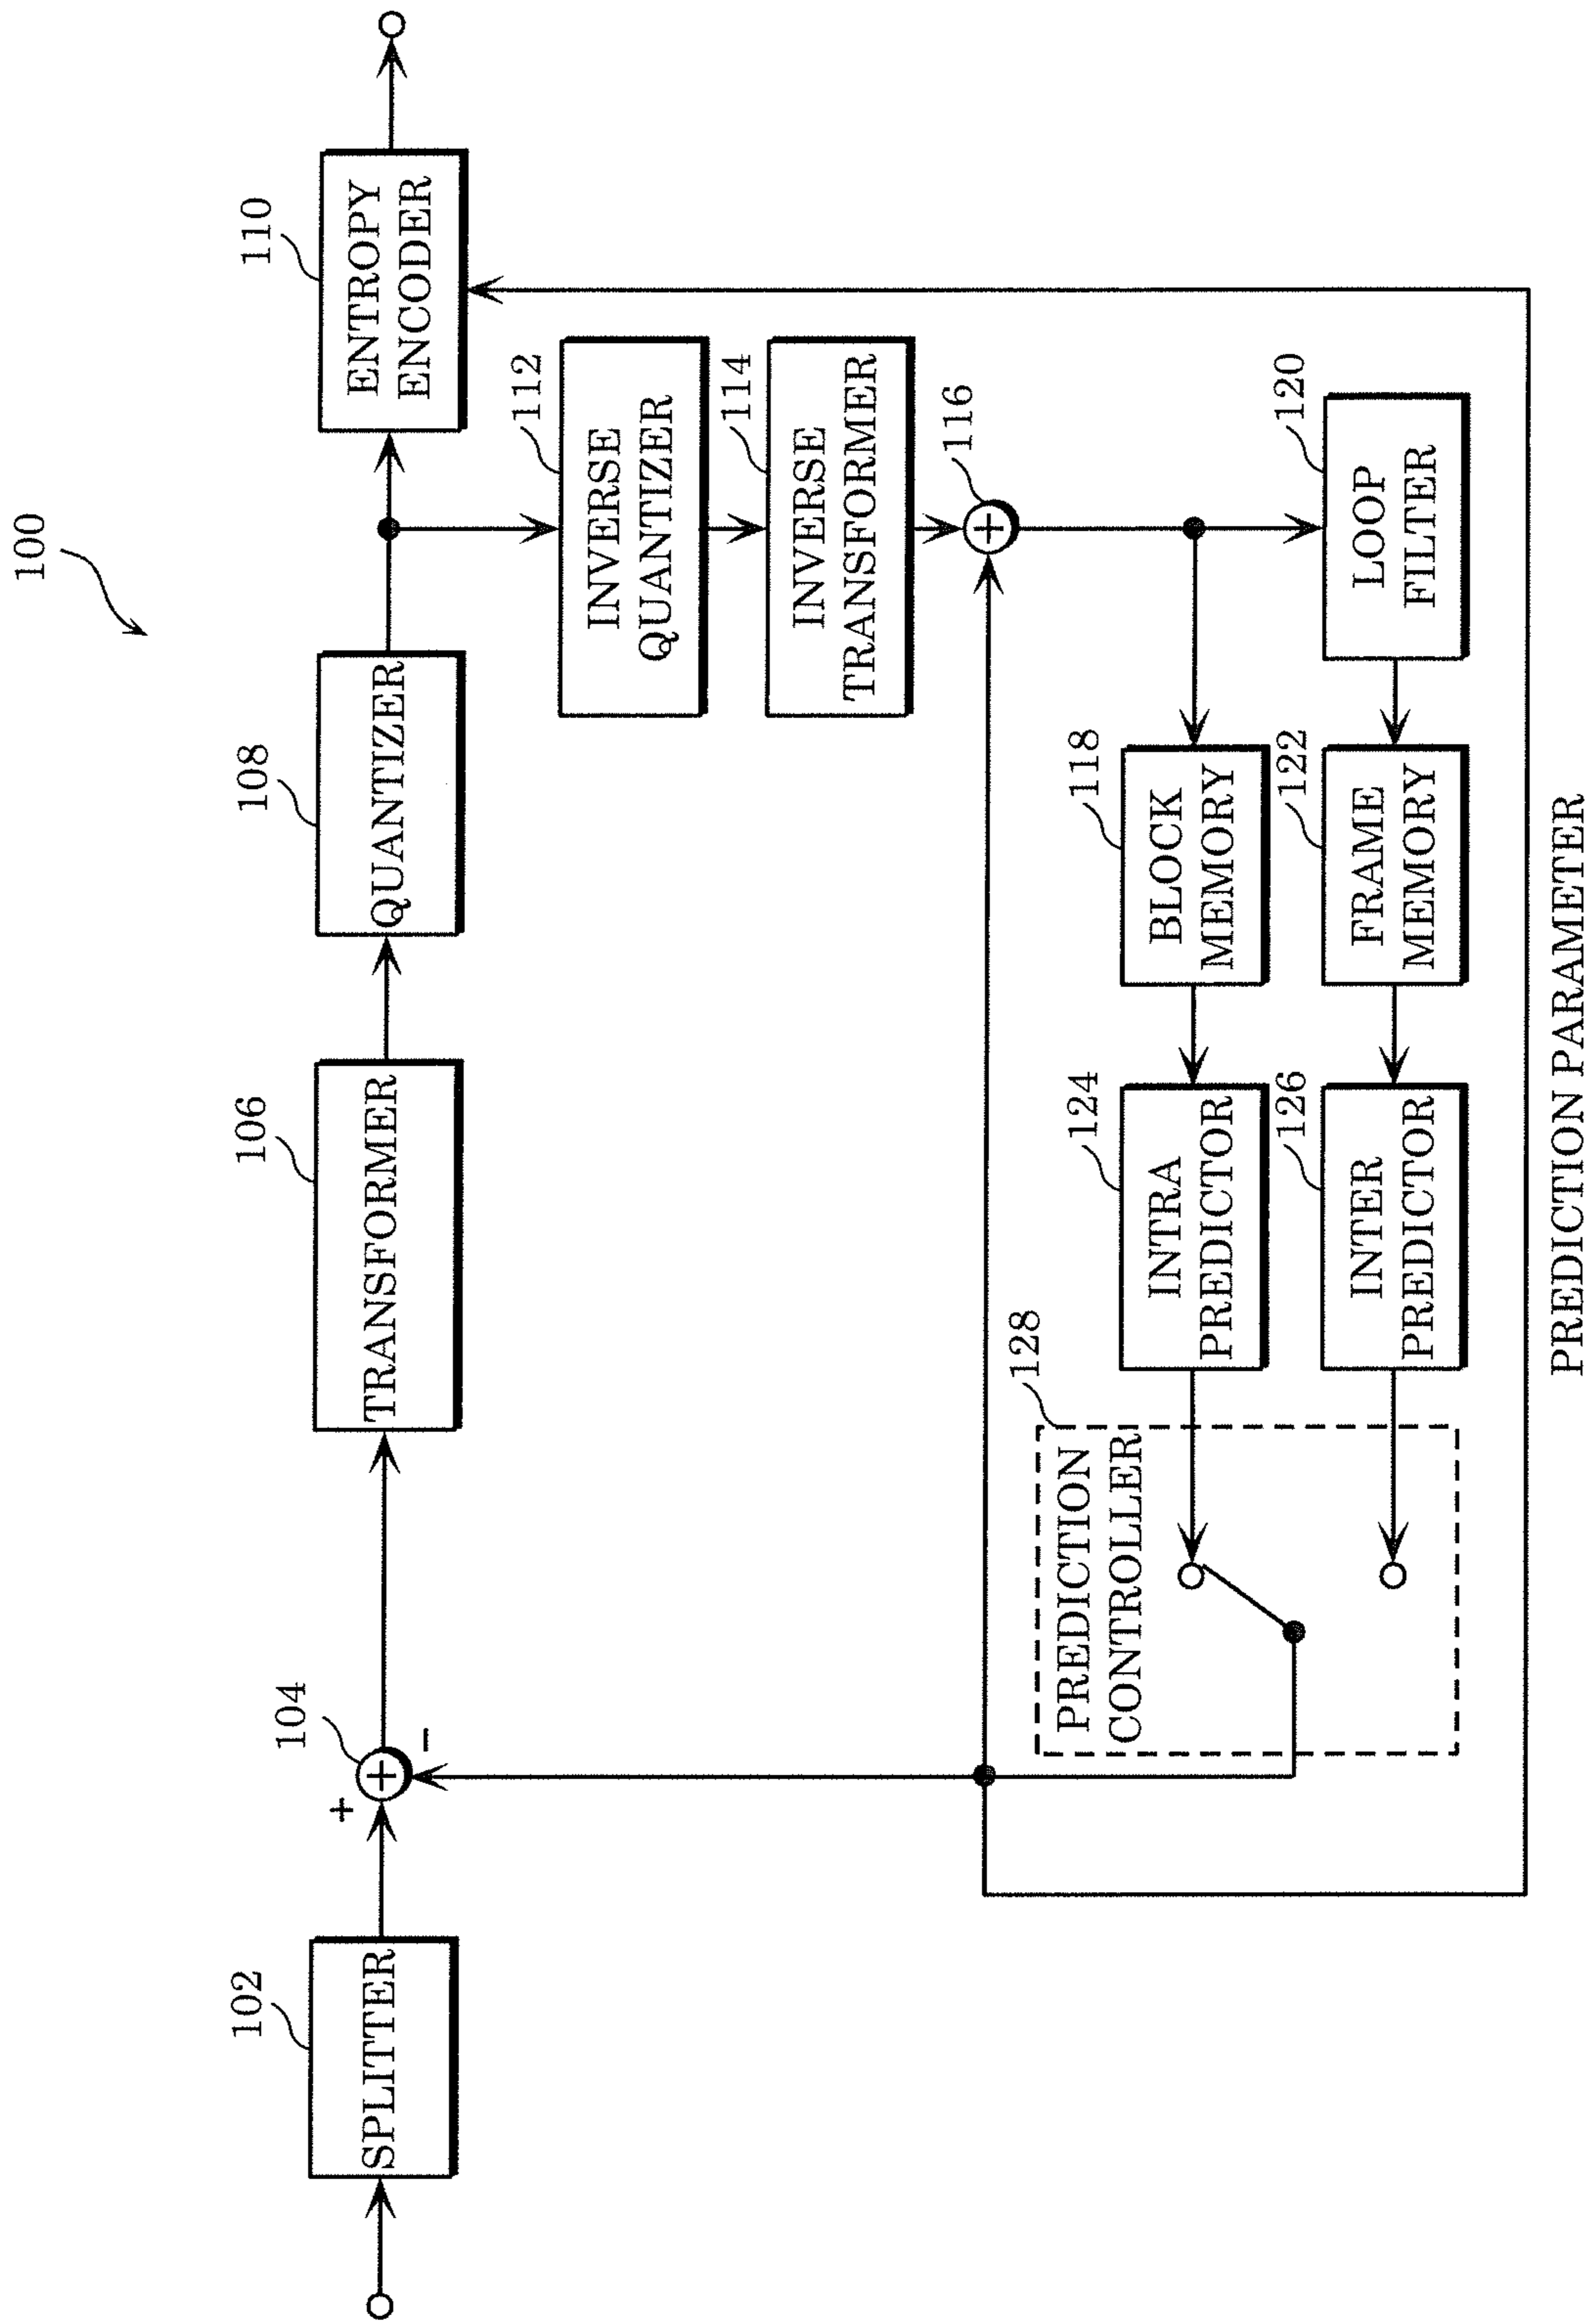 100
102
SPLITTER
104
+
−
106
TRANSFORMER
108
QUANTIZER
110
ENTROPY
ENCODER
112
INVERSE
QUANTIZER
114
INVERSE
TRANSFORMER
116
+
128
PREDICTION
CONTROLLER
124
INTRA
PREDICTOR
118
BLOCK
MEMORY
126
INTER
PREDICTOR
122
FRAME
MEMORY
120
LOOP
FILTER
PREDICTION PARAMETER